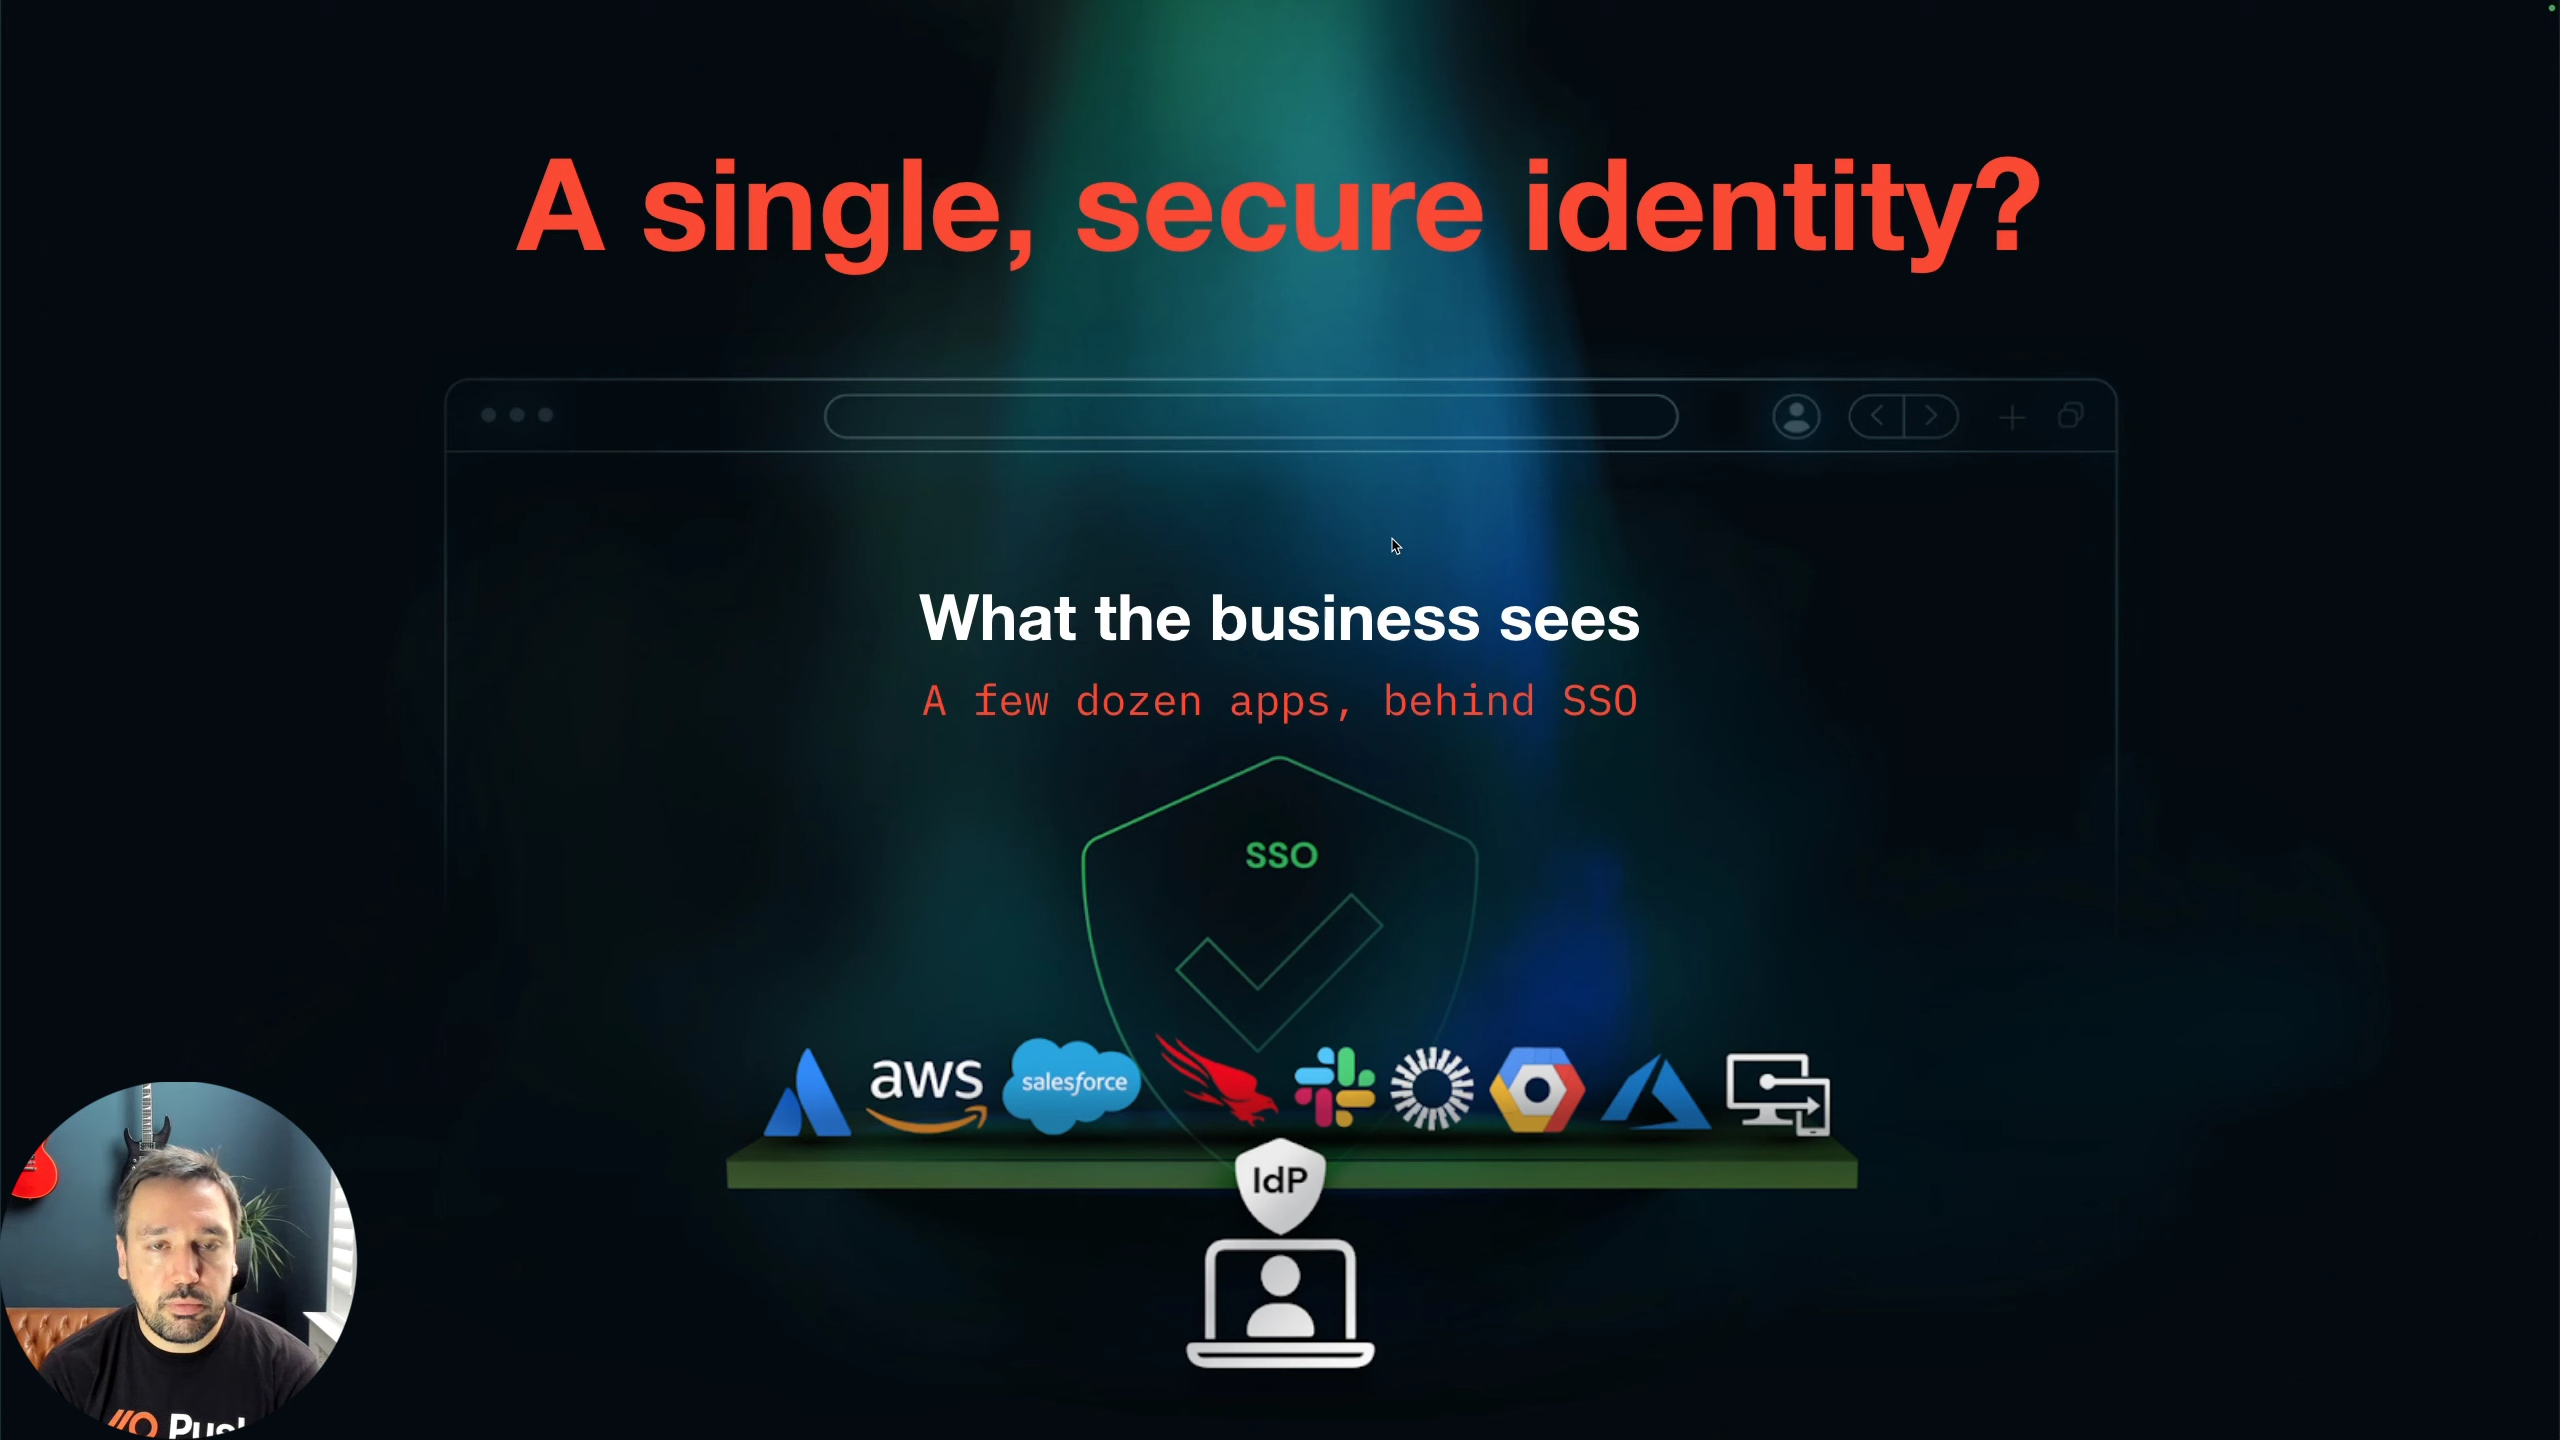 A single, secure identity?
What the business sees
A few dozen apps, behind SSO
SSO
aws
salesforce
IdP